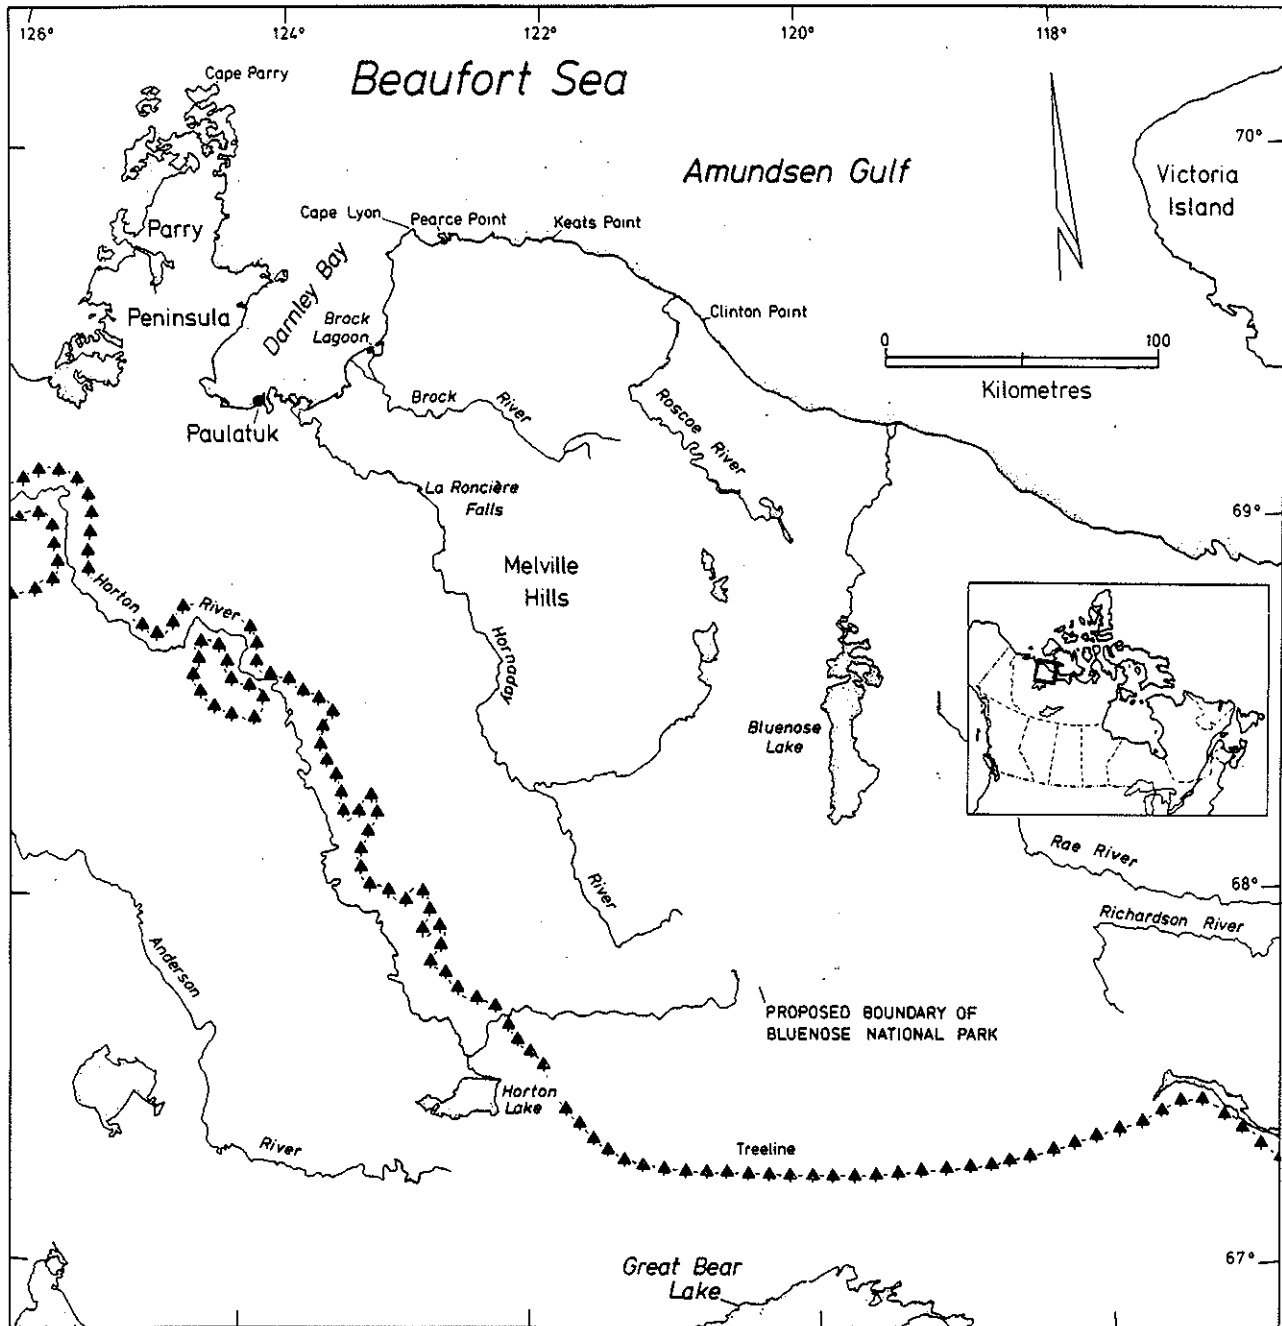 126°
124°
122°
120°
118°
Cape Parry
Beaufort Sea
70°
Amundsen Gulf
Victoria
Island
Cape Lyon
Pearce Point
Keats Point
Parry
Peninsula
Darnley Bay
Brock
Lagoon
Clinton Point
0
100
Kilometres
Brock
River
Roscoe River
Paulatuk
La Roncière
Falls
69°
Melville
Hills
Horton
River
Hornaday
Bluenose
Lake
Rae River
River
68°
Richardson River
Anderson
PROPOSED BOUNDARY OF
BLUENOSE NATIONAL PARK
Horton
Lake
River
Treeline
67°
Great Bear
Lake